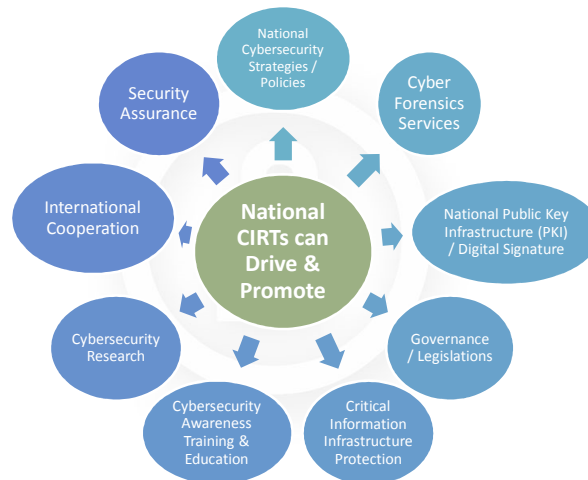 National
Cybersecurity
Strategies /
Policies
Cyber
Forensics
Services
National Public Key
Infrastructure (PKI)
/ Digital Signature
Governance
/ Legislations
Critical
Information
Infrastructure
Protection
Cybersecurity
Awareness
Training &
Education
Cybersecurity
Research
International
Cooperation
Security
Assurance
National
CIRTs can
Drive &
Promote